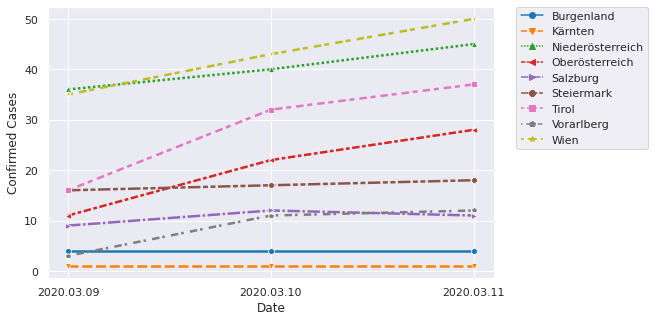 50
40
30
20
10
0
Confirmed Cases
2020.03.09 2020.03.10 2020.03.11
Date
Burgenland
Kärnten
Niederösterreich
Oberösterreich
Salzburg
Steiermark
Tirol
Vorarlberg
Wien